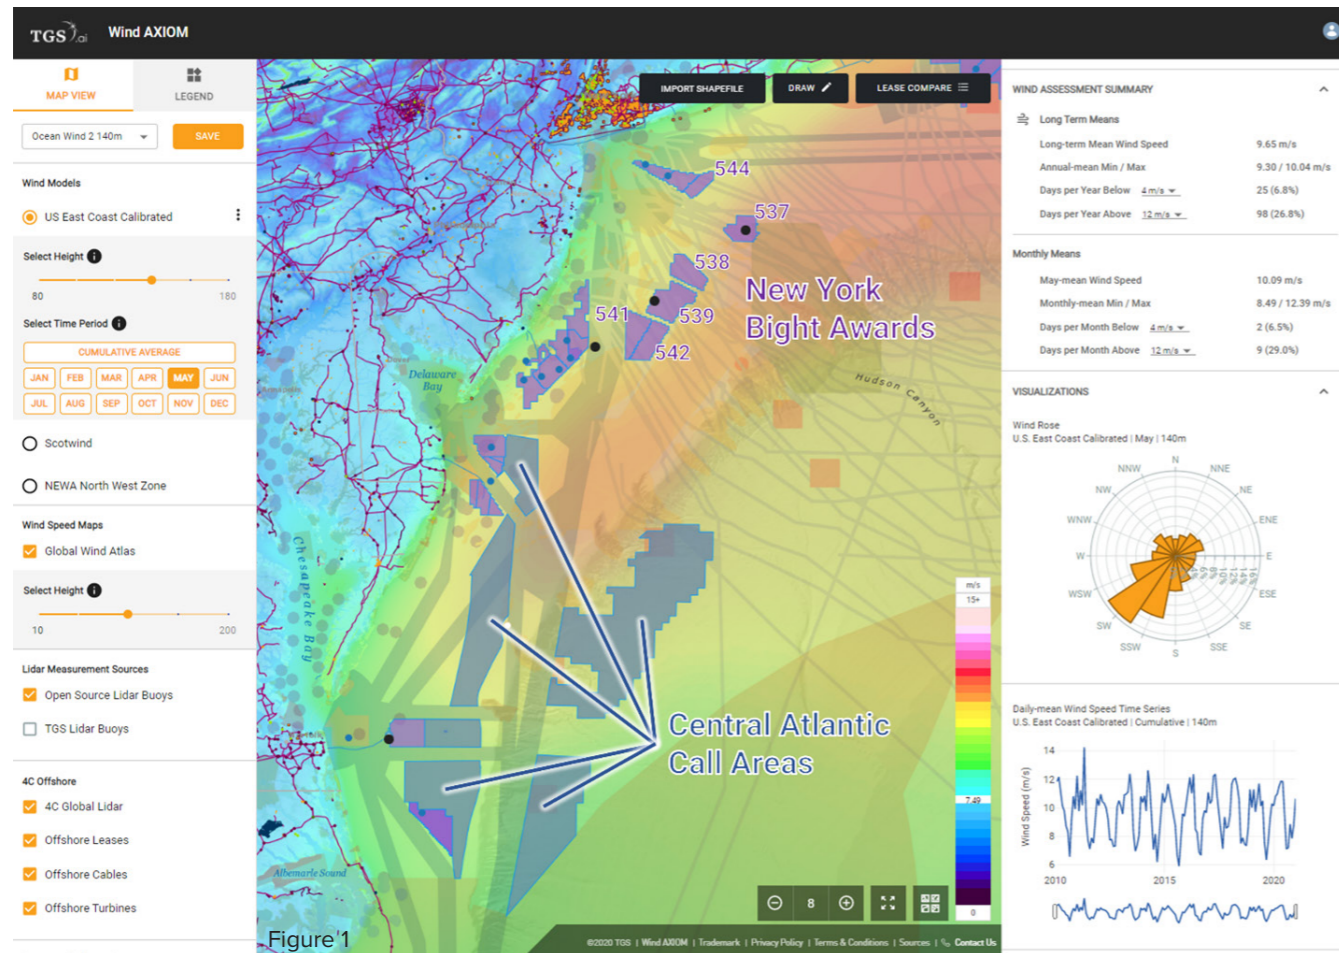 TGS.ai
Wind AXIOM
MAP VIEW
LEGEND
Ocean Wind 2 140m
SAVE
Wind Models
US East Coast Calibrated
Select Height
80
180
Select Time Period
CUMULATIVE AVERAGE
JAN FEB MAR APR MAY JUN
JUL AUG SEP OCT NOV DEC
Scotwind
NEWA North West Zone
Wind Speed Maps
Global Wind Atlas
Select Height
10
200
Lidar Measurement Sources
Open Source Lidar Buoys
TGS Lidar Buoys
4C Offshore
4C Global Lidar
Offshore Leases
Offshore Cables
Offshore Turbines
IMPORT SHAPEFILE
DRAW
LEASE COMPARE
544
537
538
539
541
542
New York
Bight Awards
Delaware
Bay
Hudson Canyon
Chesapeake Bay
Central Atlantic
Call Areas
Albemarle Sound
m/s
15+
7.49
0
8
Figure 1
©2020 TGS | Wind AXIOM | Trademark | Privacy Policy | Terms & Conditions | Sources | Contact Us
WIND ASSESSMENT SUMMARY
Long Term Means
Long-term Mean Wind Speed 9.65 m/s
Annual-mean Min / Max 9.30 / 10.04 m/s
Days per Year Below 4 m/s 25 (6.8%)
Days per Year Above 12 m/s 98 (26.8%)
Monthly Means
May-mean Wind Speed 10.09 m/s
Monthly-mean Min / Max 8.49 / 12.39 m/s
Days per Month Below 4 m/s 2 (6.5%)
Days per Month Above 12 m/s 9 (29.0%)
VISUALIZATIONS
Wind Rose
U.S. East Coast Calibrated | May | 140m
N
NNW
NNE
NW
NE
WNW
ENE
W
E
6% 8% 10% 12% 14% 16%
WSW
ESE
SW
SE
SSW
SSE
S
Daily-mean Wind Speed Time Series
U.S. East Coast Calibrated | Cumulative | 140m
Wind Speed (m/s)
14
12
10
8
6
2010
2015
2020